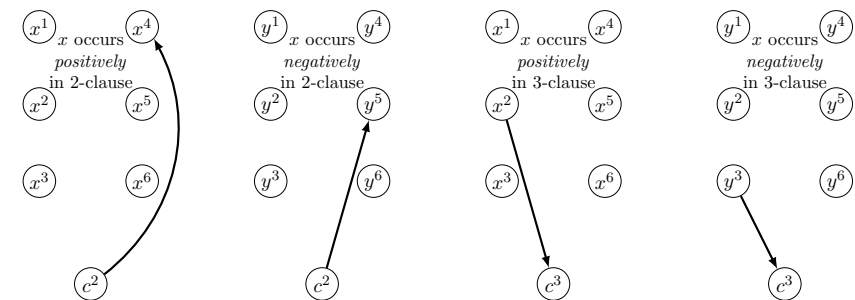 x¹ x⁴ y¹ y⁴ x¹ x⁴ y¹ y⁴
x occurs x occurs x occurs x occurs
positively negatively positively negatively
in 2-clause in 2-clause in 3-clause in 3-clause
x² x⁵ y² y⁵ x² x⁵ y² y⁵
x³ x⁶ y³ y⁶ x³ x⁶ y³ y⁶
c² c² c³ c³